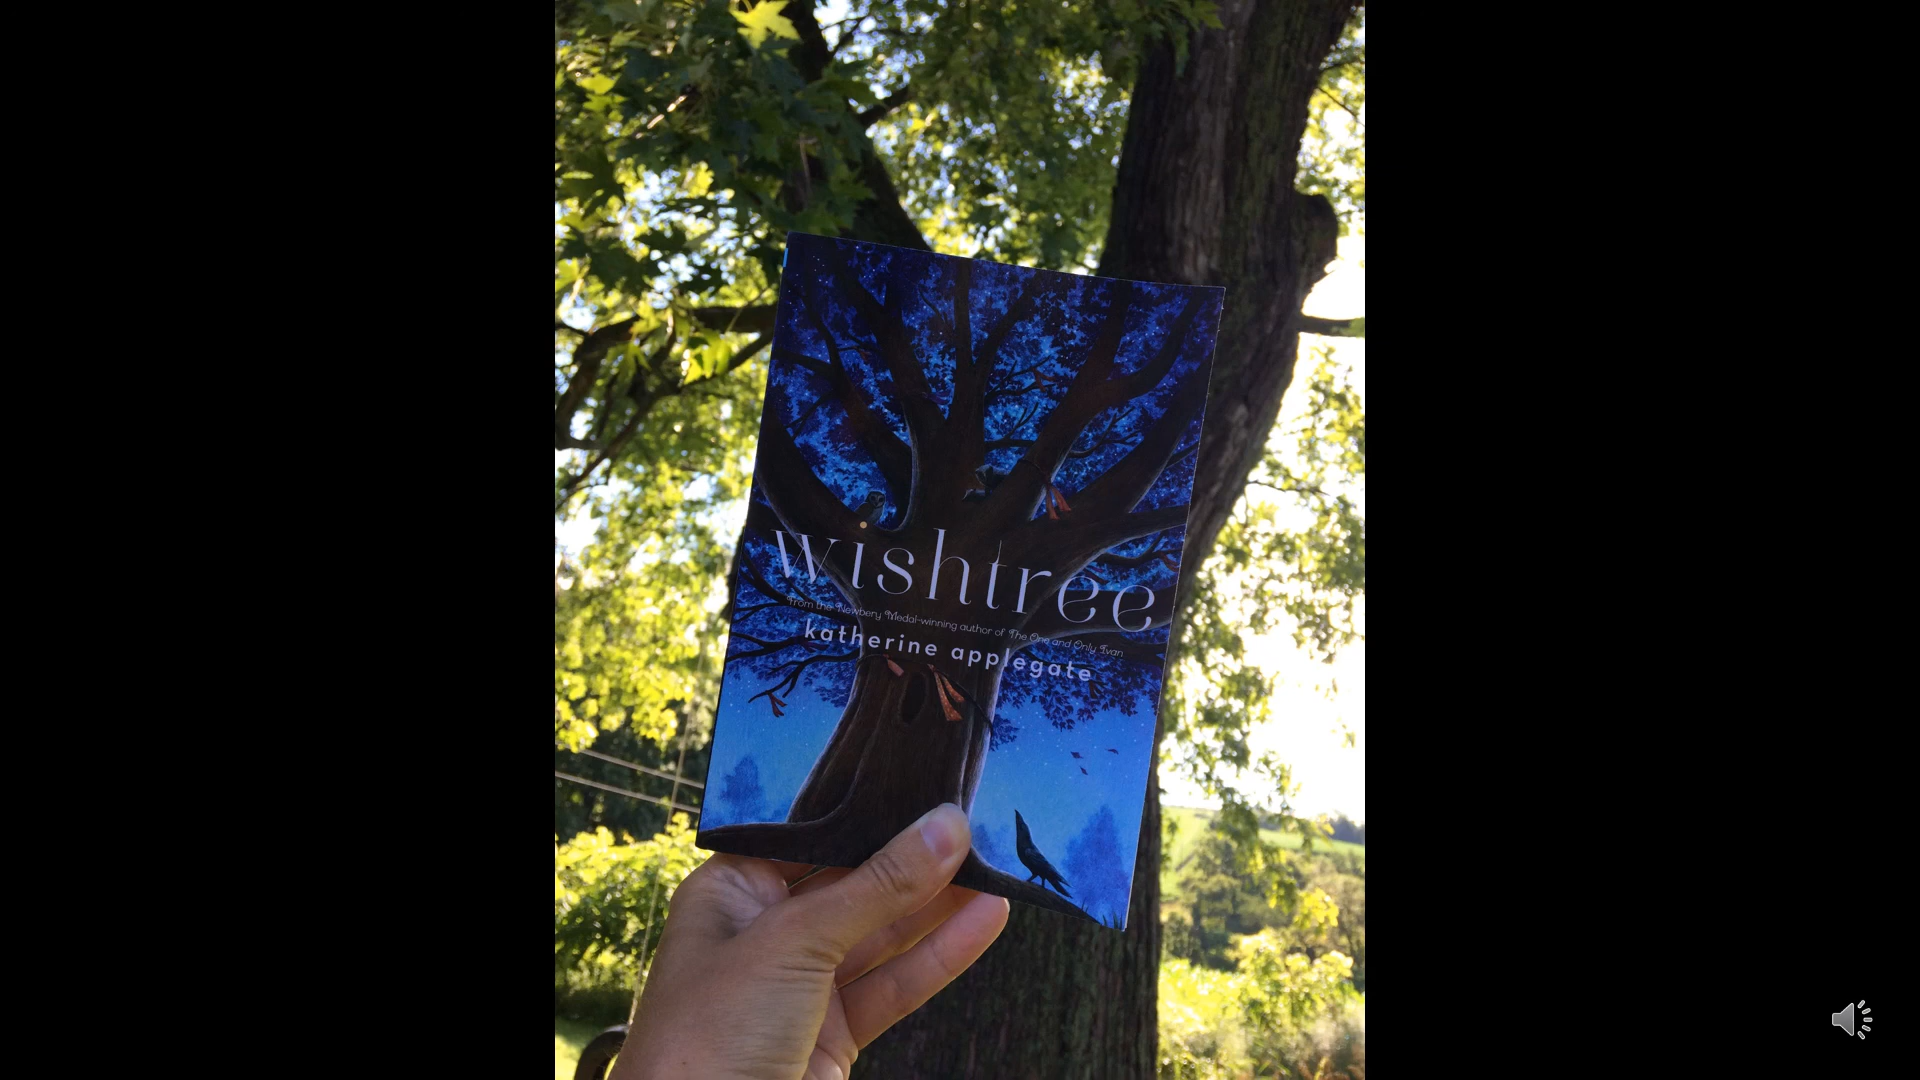 wishtree
From the Newbery Medal-winning author of The One and Only Ivan
katherine applegate